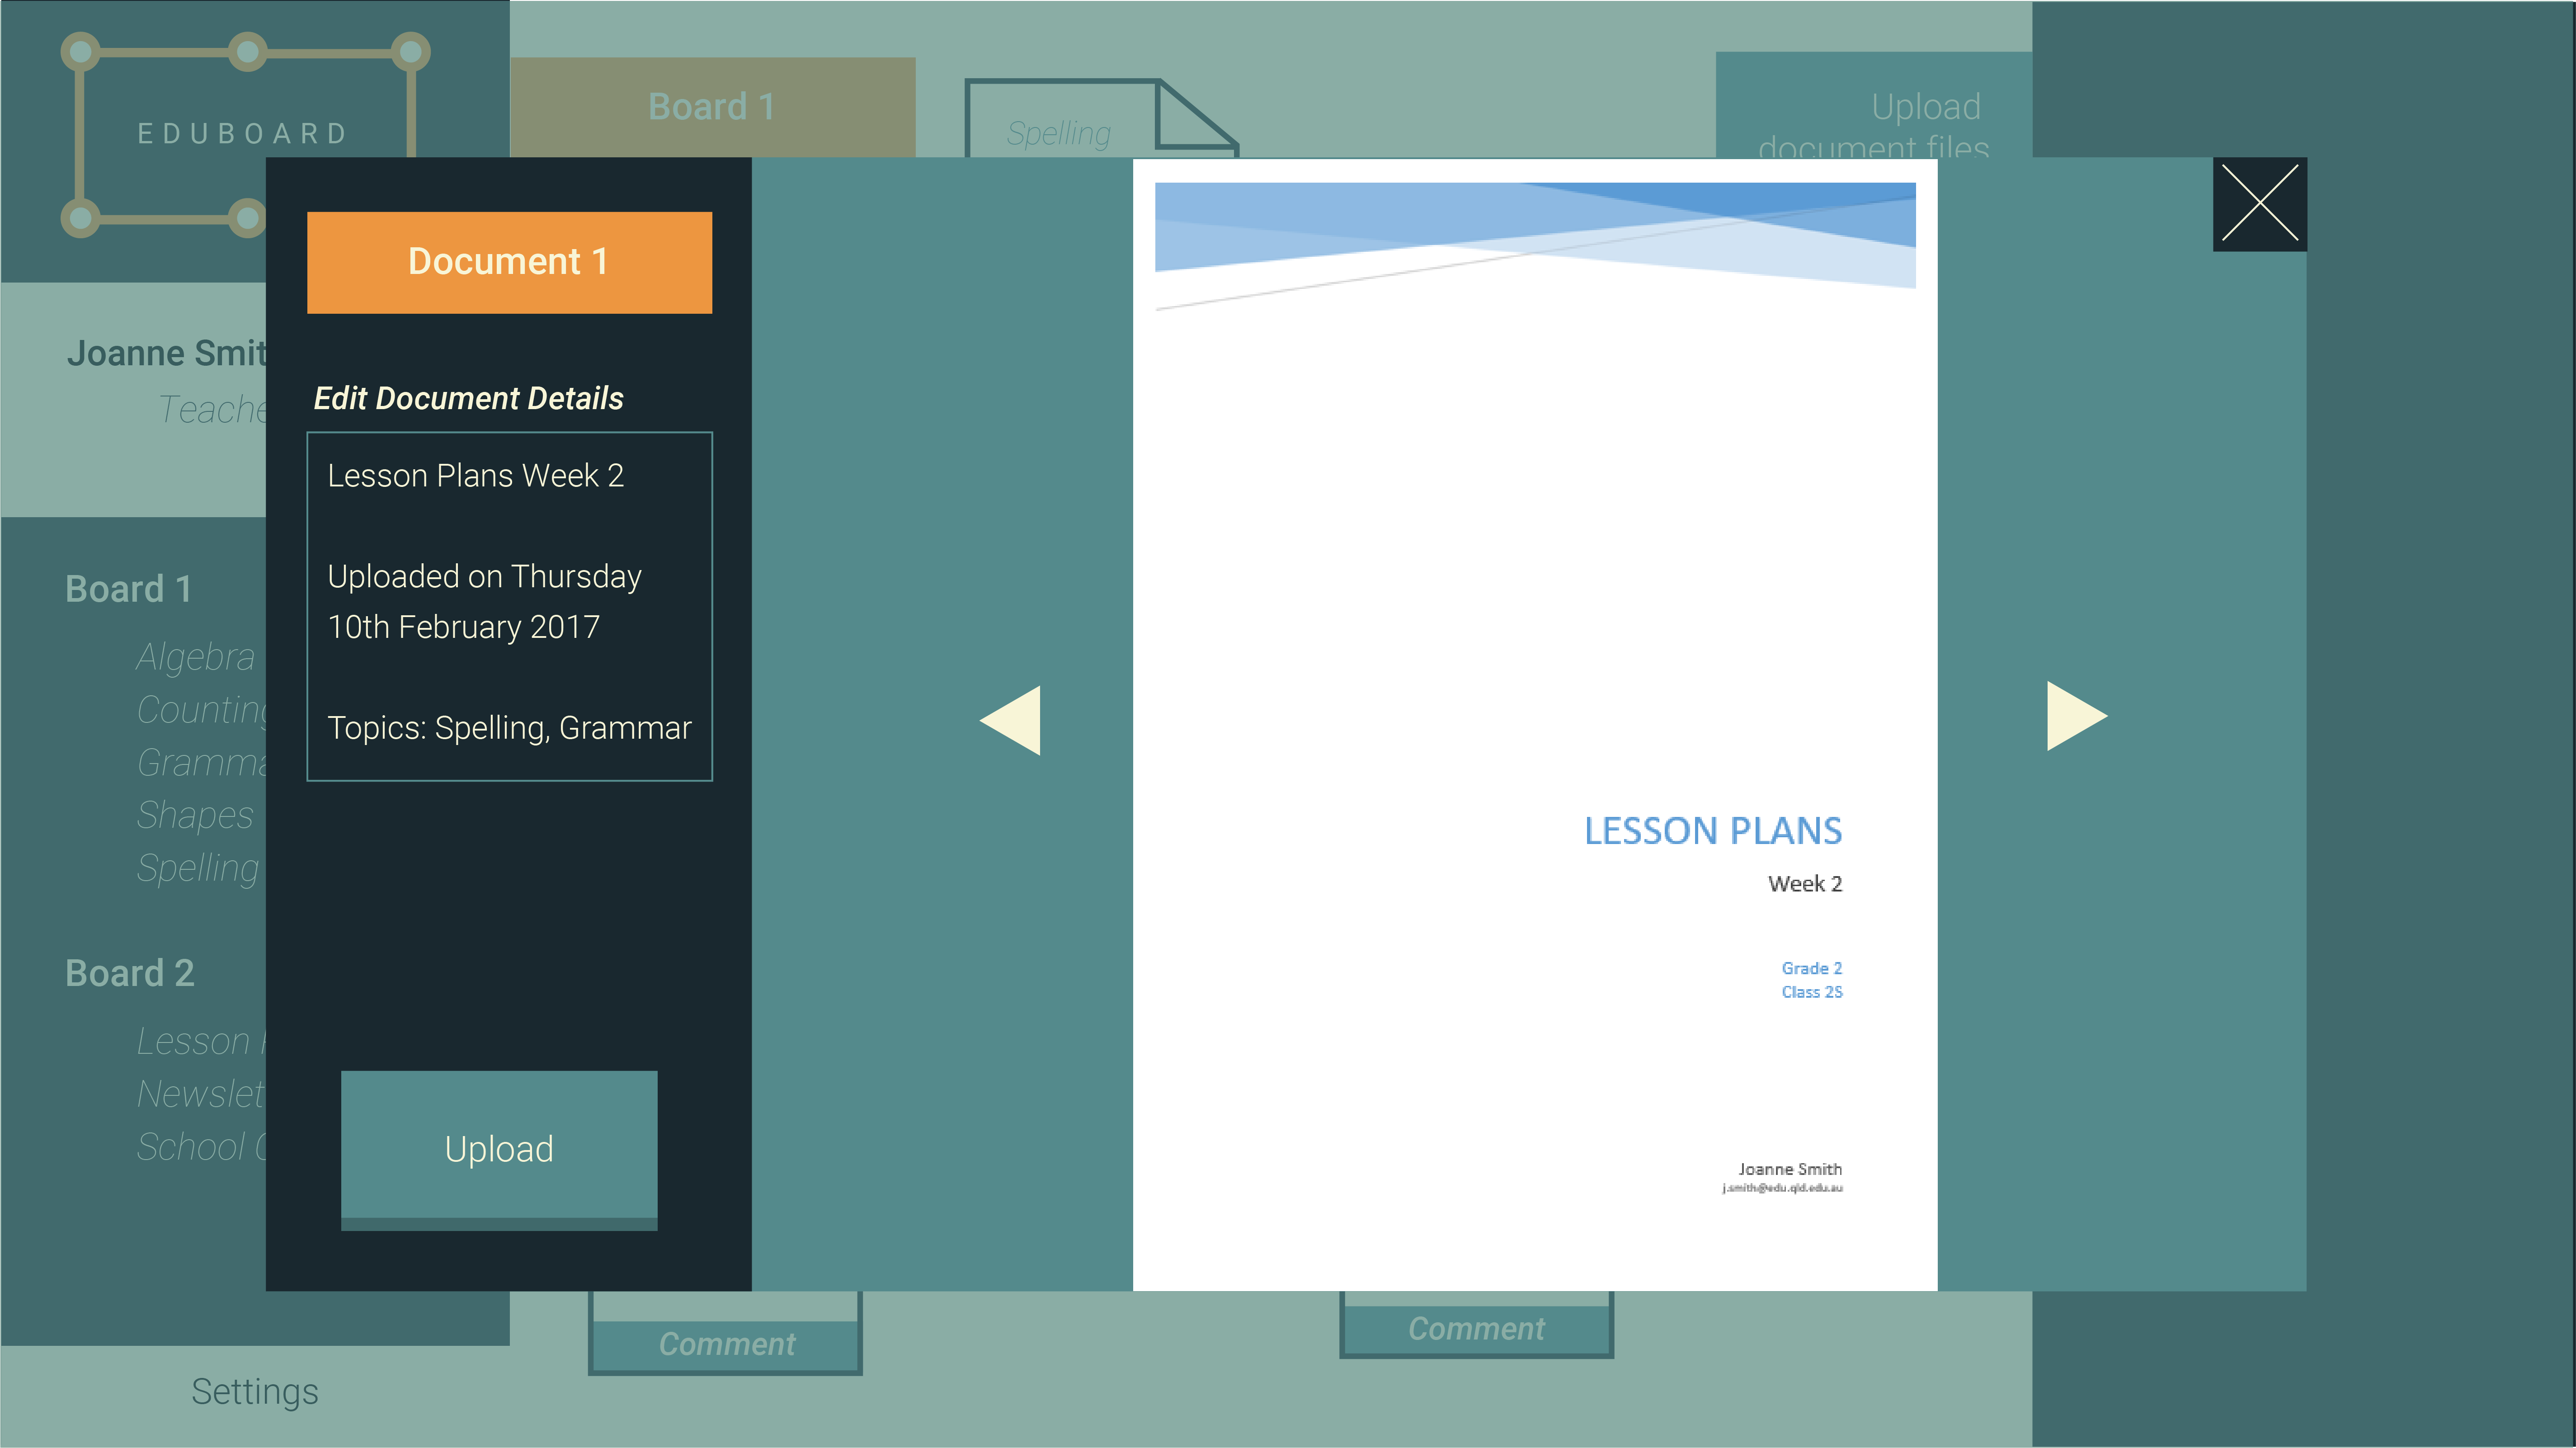 EDUBOARD
Board 1
Spelling
Upload
document files
Joanne Smit
Teache
Board 1
Algebra
Counting
Gramma
Shapes
Spelling
Board 2
Lesson
Newslet
School
Settings
Document 1
Edit Document Details
Lesson Plans Week 2
Uploaded on Thursday
10th February 2017
Topics: Spelling, Grammar
Upload
LESSON PLANS
Week 2
Grade 2
Class 2S
Joanne Smith
j.smith@edu.qld.edu.au
Comment
Comment